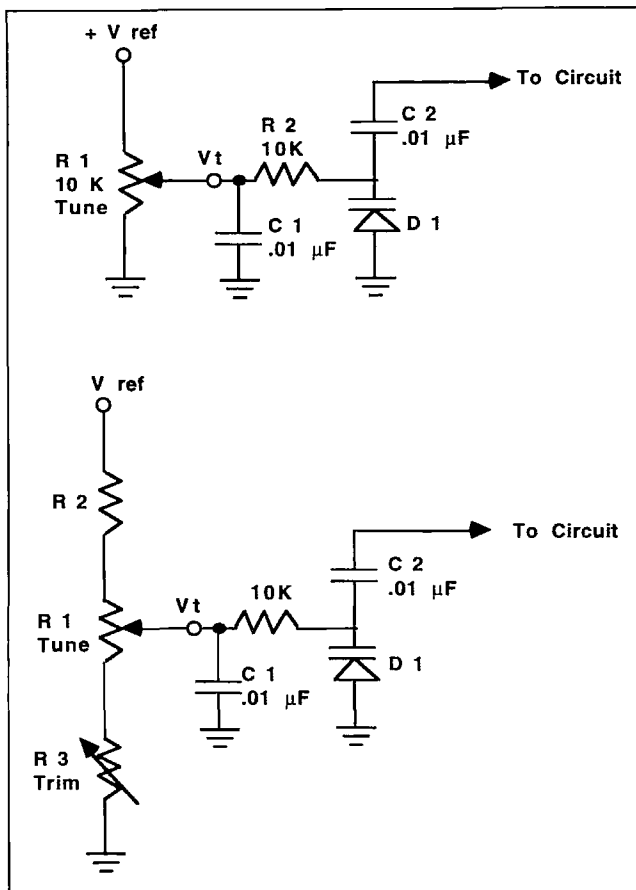 + V ref
To Circuit
C 2
.01 µF
R 2
10K
R 1
10 K
Tune
Vt
C 1
.01 µF
D 1
V ref
R 2
To Circuit
C 2
.01 µF
10K
Vt
R 1
Tune
C 1
.01 µF
D 1
R 3
Trim